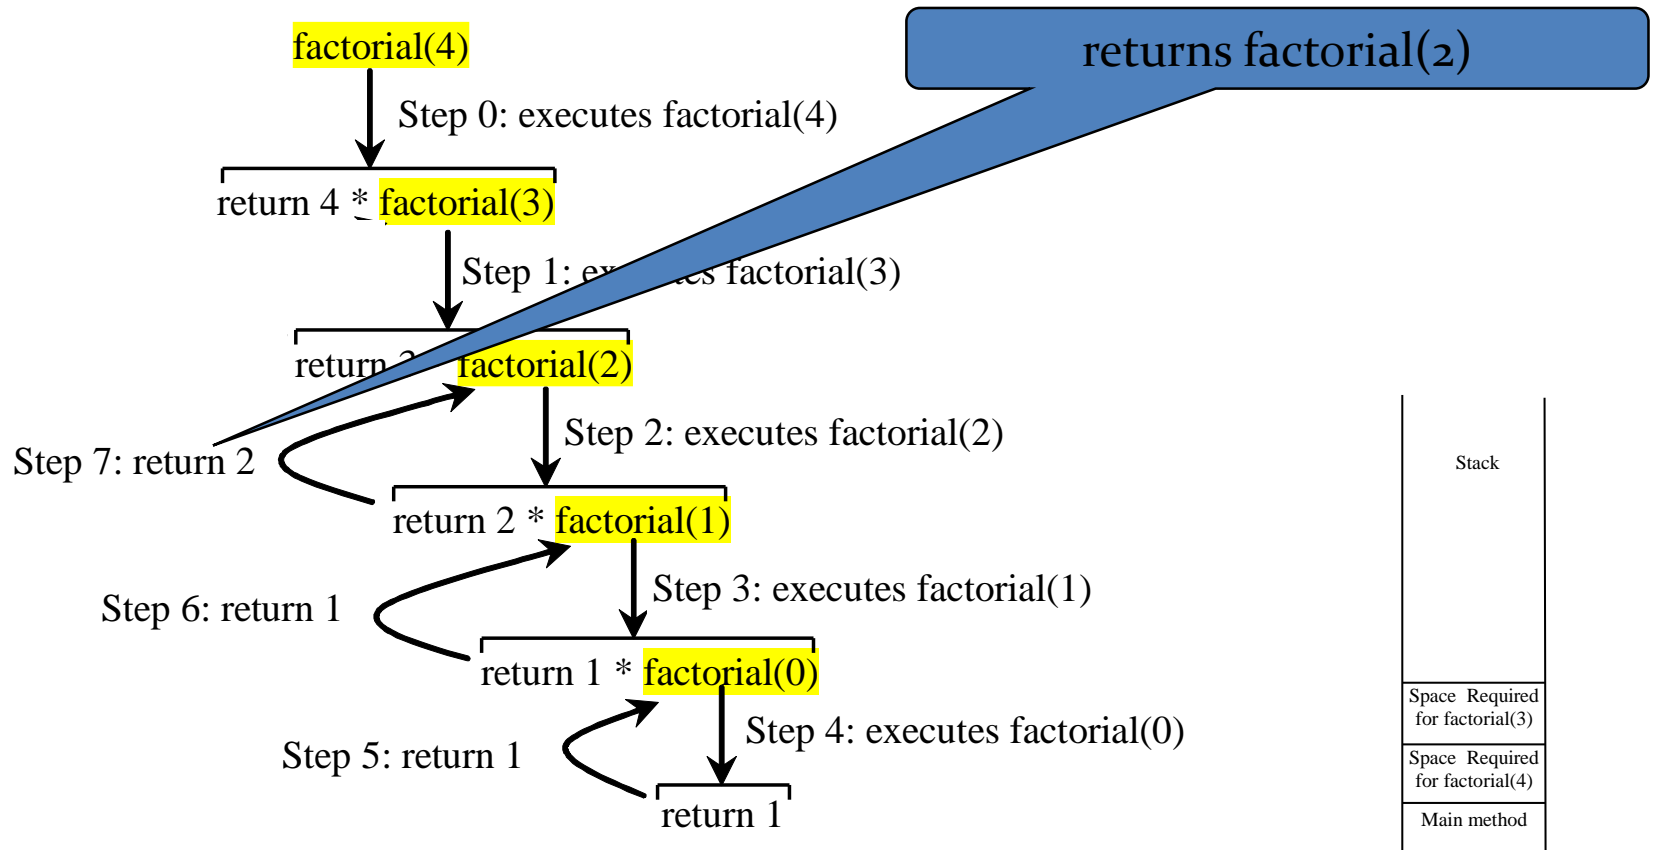 factorial(4)
returns factorial(2)
Step 0: executes factorial(4)
return 4 * factorial(3)
Step 1: factorial(3)
return factorial(2)
Step 7: return 2
Step 2: executes factorial(2)
return 2 * factorial(1)
Step 6: return 1
Step 3: executes factorial(1)
return 1 * factorial(0)
Step 5: return 1
Step 4: executes factorial(0)
return 1
Stack
Space Required
for factorial(3)
Space Required
for factorial(4)
Main method